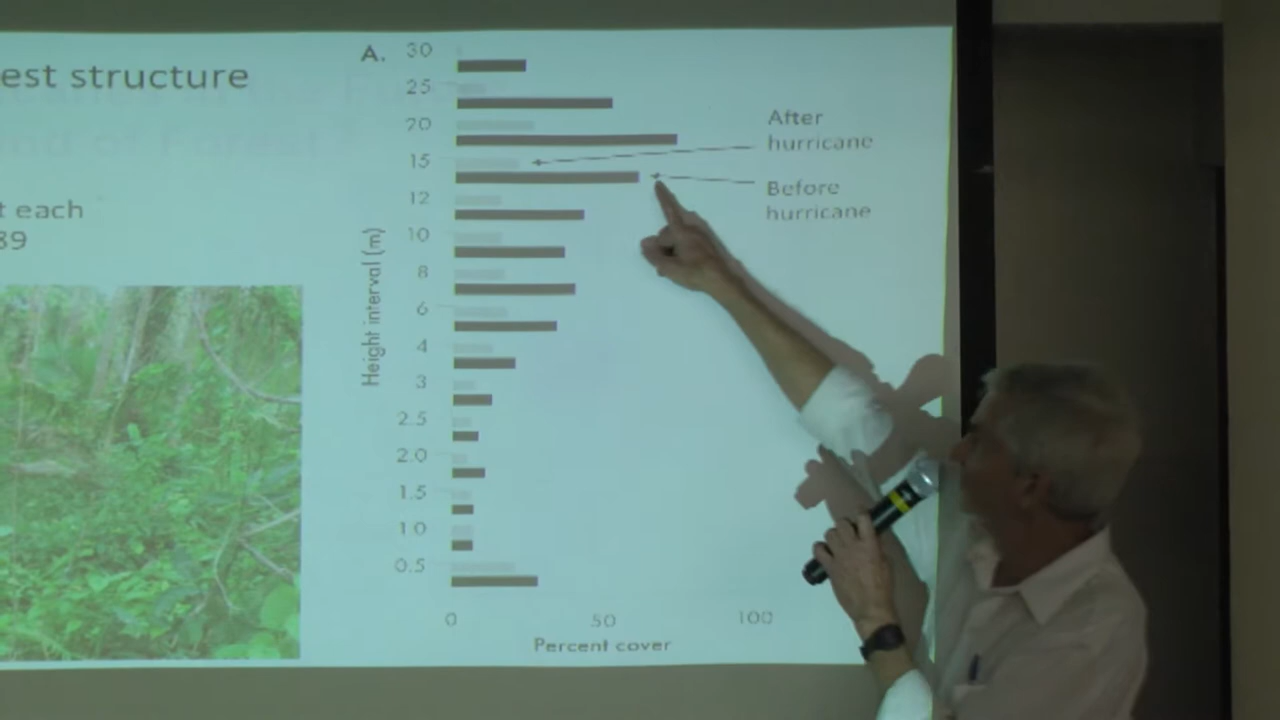 est structure
t each
89
A.
30
25
20
15
12
10
8
6
4
3
2.5
2.0
1.5
1 0
0.5
Height interval (m)
0 50 100
Percent cover
After
hurricane
Before
hurricane